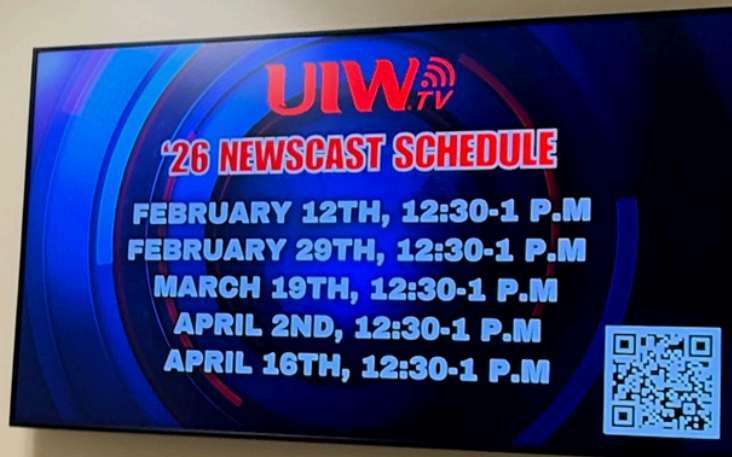 UIW.TV
'26 NEWSCAST SCHEDULE
FEBRUARY 12TH, 12:30-1 P.M
FEBRUARY 29TH, 12:30-1 P.M
MARCH 19TH, 12:30-1 P.M
APRIL 2ND, 12:30-1 P.M
APRIL 16TH, 12:30-1 P.M